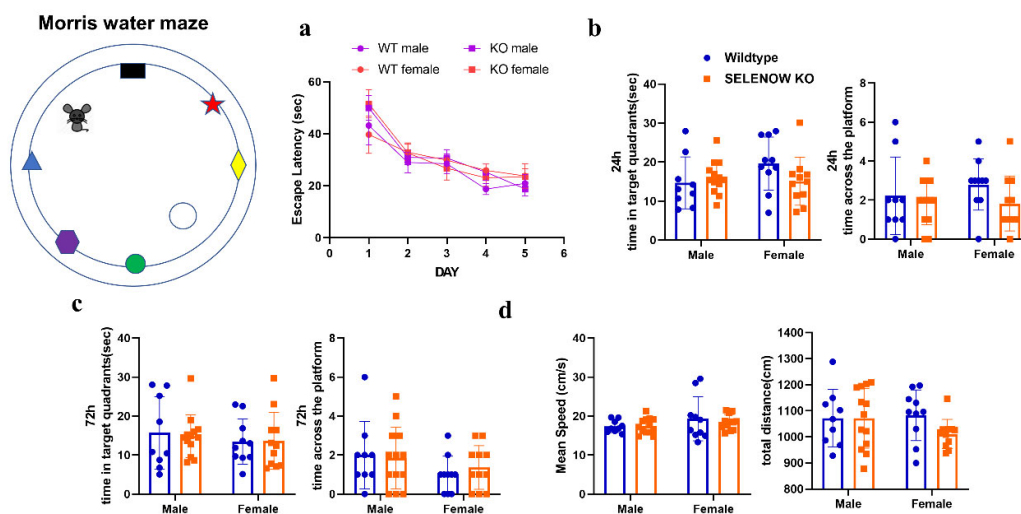 Morris water maze
a
WT male
KO male
WT female
KO female
Escape Latency (sec)
60
40
20
0
0 1 2 3 4 5 6
DAY
b
Wildtype
SELENOW KO
24h
time in target quadrants(sec)
40
30
20
10
0
Male Female
24h
time across the platform
8
6
4
2
0
Male Female
c
72h
time in target quadrants(sec)
40
30
20
10
0
Male Female
72h
time across the platform
8
6
4
2
0
Male Female
d
Mean Speed (cm/s)
40
30
20
10
0
Male Female
total distance(cm)
1400
1300
1200
1100
1000
900
800
Male Female